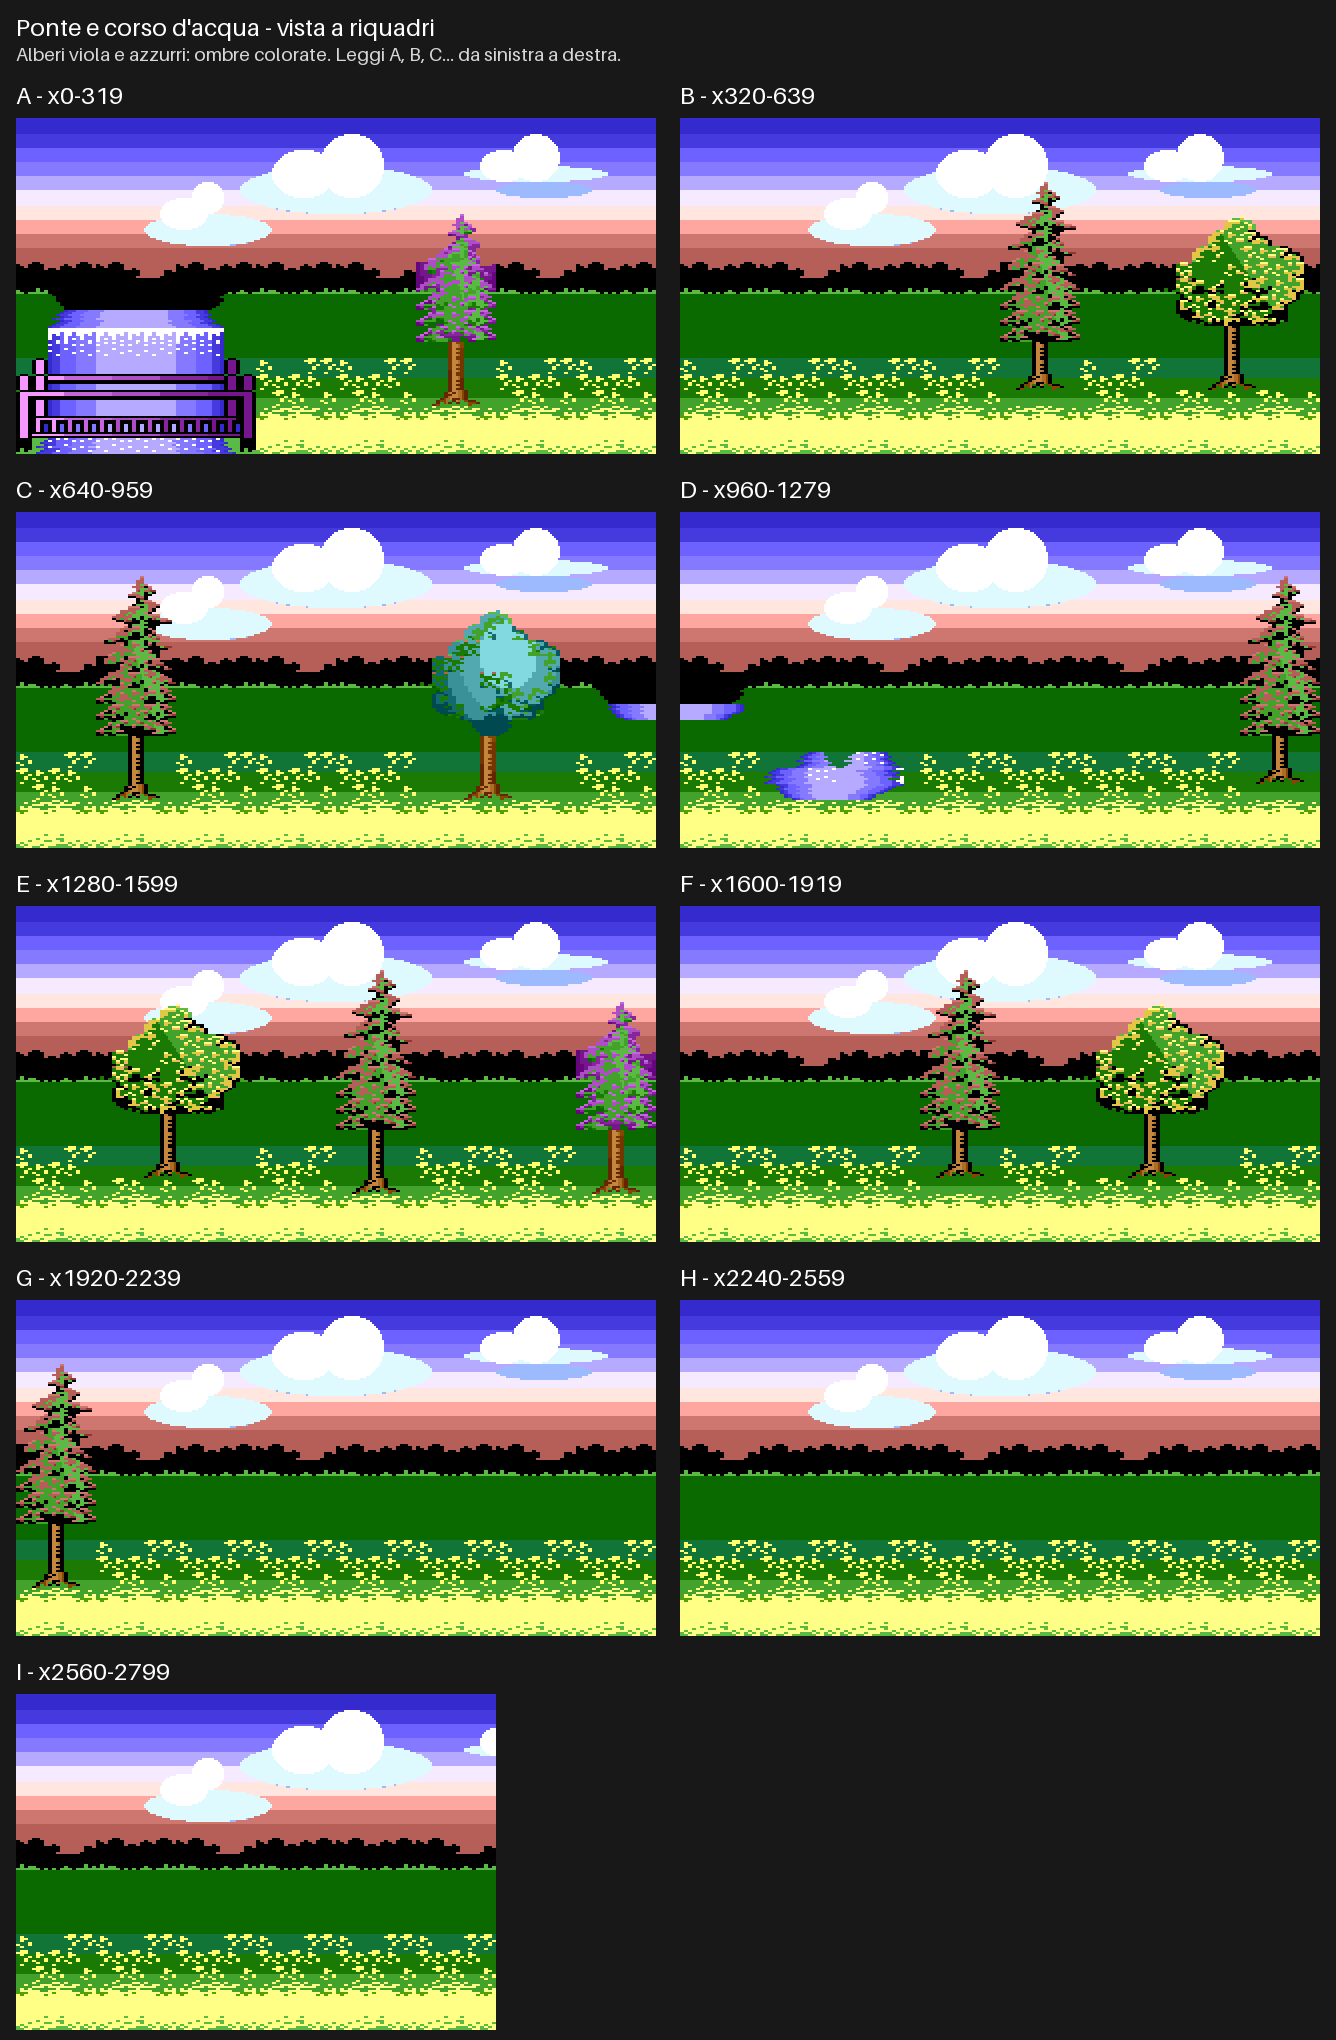 Ponte e corso d'acqua - vista a riquadri
Alberi viola e azzurri: ombre colorate. Leggi A, B, C... da sinistra a destra.
A - x0-319
B - x320-639
C - x640-959
D - x960-1279
E - x1280-1599
F - x1600-1919
G - x1920-2239
H - x2240-2559
I - x2560-2799